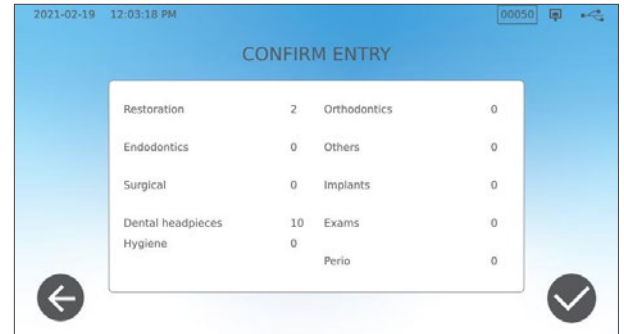 2021-02-19 12:03:18 PM 00050
CONFIRM ENTRY
Restoration 2 Orthodontics 0
Endodontics 0 Others 0
Surgical 0 Implants 0
Dental headpieces 10 Exams 0
Hygiene 0
Perio 0